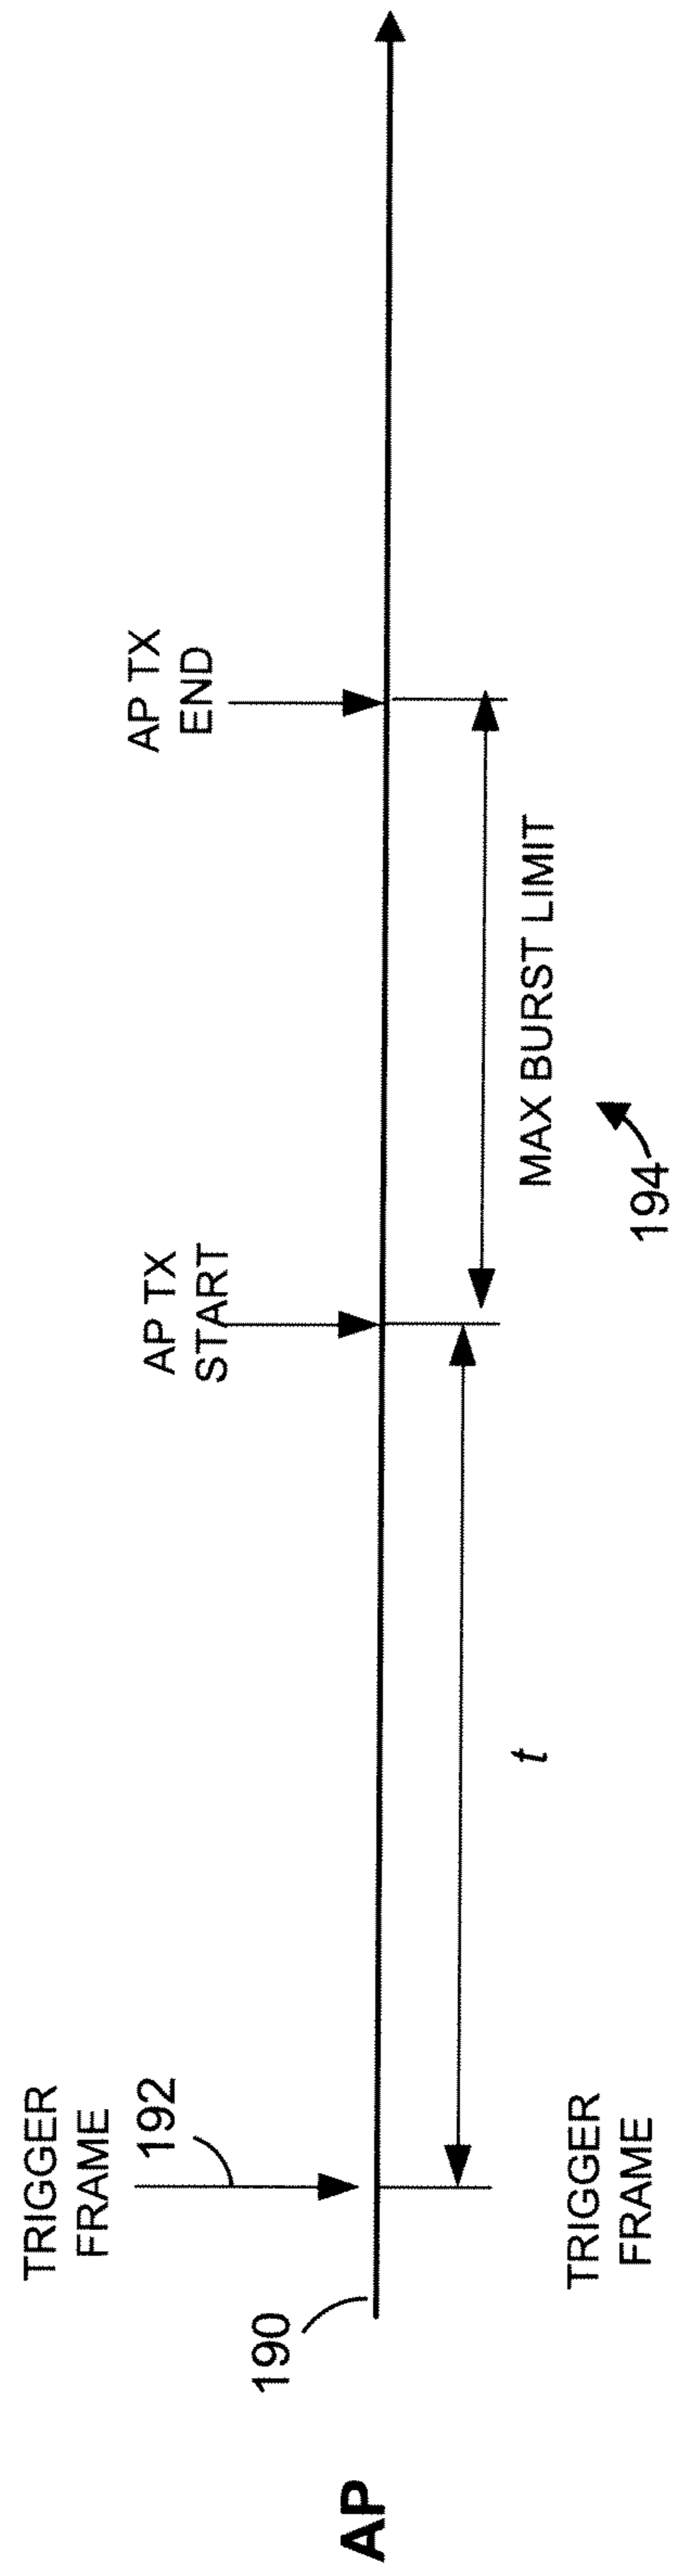 AP
190
TRIGGER
FRAME
192
AP TX
START
AP TX
END
t
MAX BURST LIMIT
194
TRIGGER
FRAME